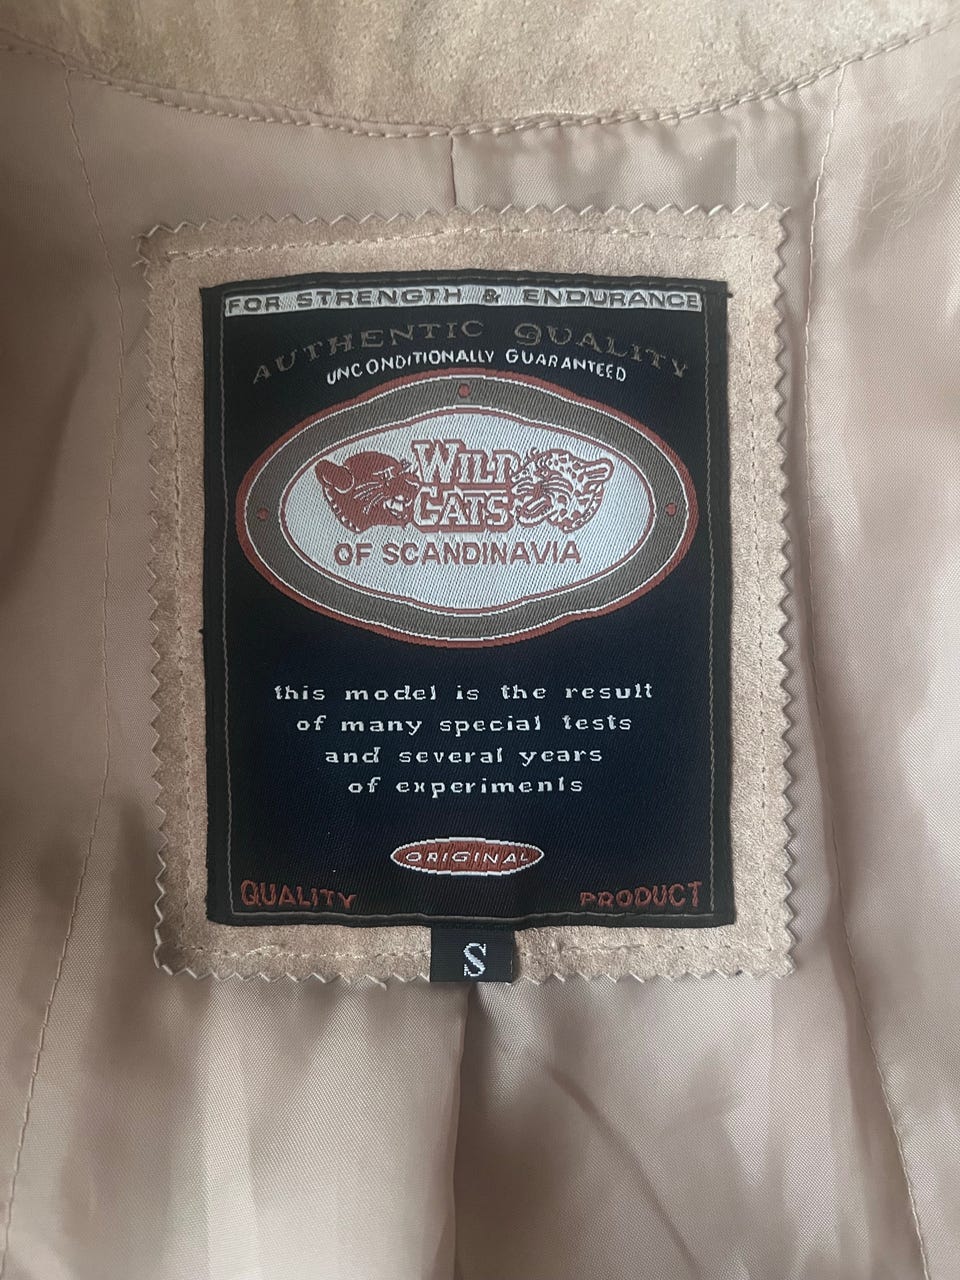 FOR STRENGTH & ENDURANCE
AUTHENTIC QUALITY
UNCONDITIONALLY GUARANTEED
WILD
CATS
OF SCANDINAVIA
this model is the result
of many special tests
and several years
of experiments
ORIGINAL
QUALITY PRODUCT
S